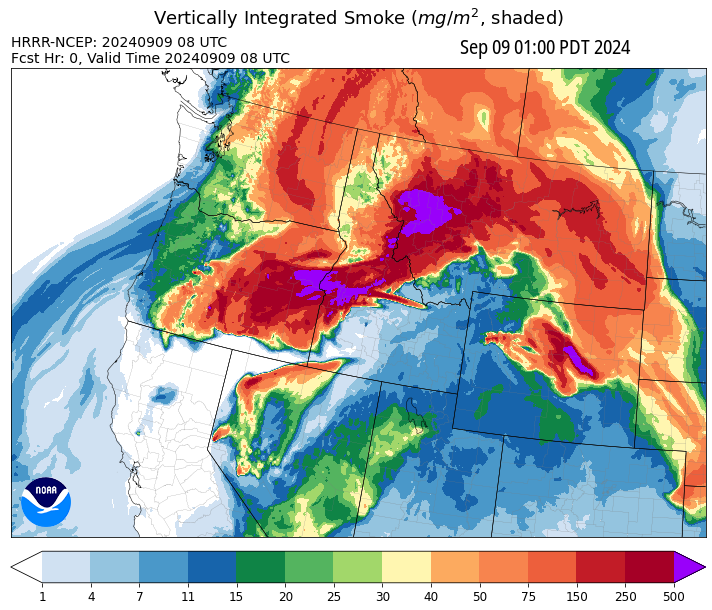 Vertically Integrated Smoke (mg/m², shaded)
HRRR-NCEP: 20240909 08 UTC
Fcst Hr: 0, Valid Time 20240909 08 UTC
Sep 09 01:00 PDT 2024
NOAA
1 4 7 11 15 20 25 30 40 50 75 150 250 500